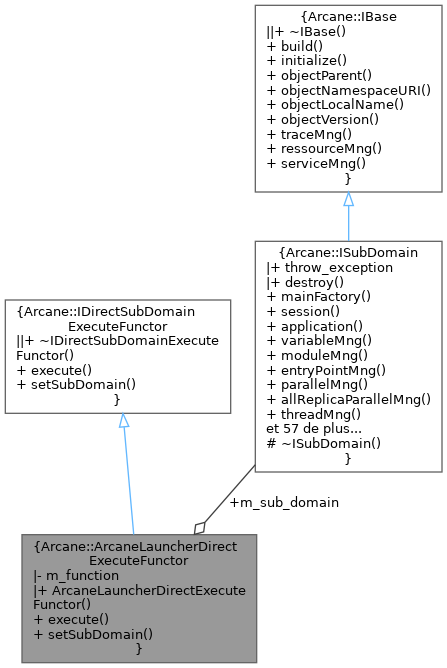 {Arcane::IBase
||+ ~IBase()
+ build()
+ initialize()
+ objectParent()
+ objectNamespaceURI()
+ objectLocalName()
+ objectVersion()
+ traceMng()
+ ressourceMng()
+ serviceMng()
}
{Arcane::ISubDomain
|+ throw_exception
|+ destroy()
+ mainFactory()
+ session()
+ application()
+ variableMng()
+ moduleMng()
+ entryPointMng()
+ parallelMng()
+ allReplicaParallelMng()
+ threadMng()
et 57 de plus...
# ~ISubDomain()
}
{Arcane::IDirectSubDomain
ExecuteFunctor
||+ ~IDirectSubDomainExecute
Functor()
+ execute()
+ setSubDomain()
}
+m_sub_domain
{Arcane::ArcaneLauncherDirect
ExecuteFunctor
|- m_function
|+ ArcaneLauncherDirectExecute
Functor()
+ execute()
+ setSubDomain()
}